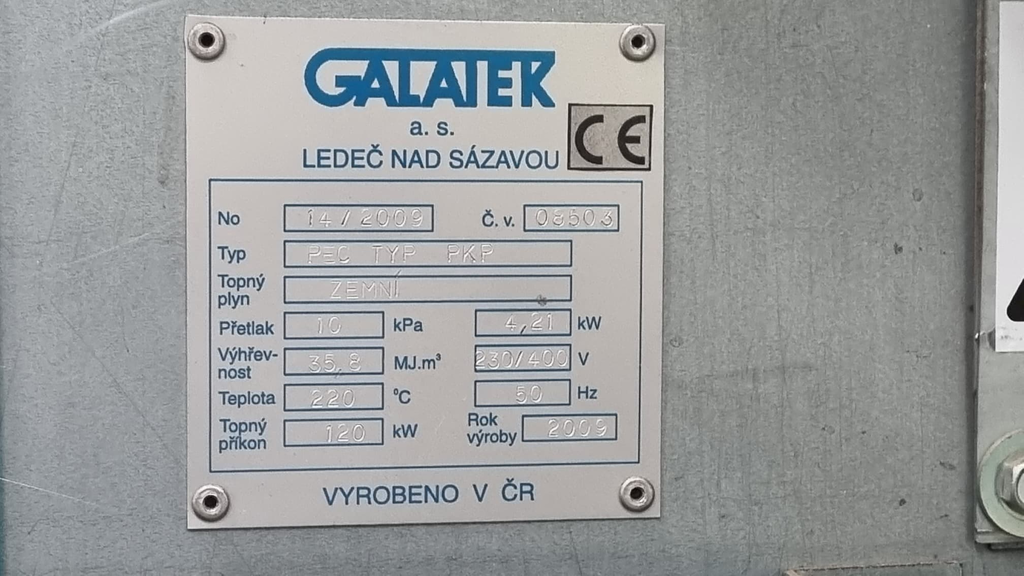 GALATEK
a. s.
CE
LEDEČ NAD SÁZAVOU
No 14/2009 Č. v. 08503
Typ PEC TYP PKP
Topný
plyn ZEMNÍ
Přetlak 10 kPa 4,21 kW
Výhřev-
nost 35,8 MJ.m³ 230/400 V
Teplota 220 °C 50 Hz
Topný
příkon 120 kW
Rok
výroby 2009
VYROBENO V ČR